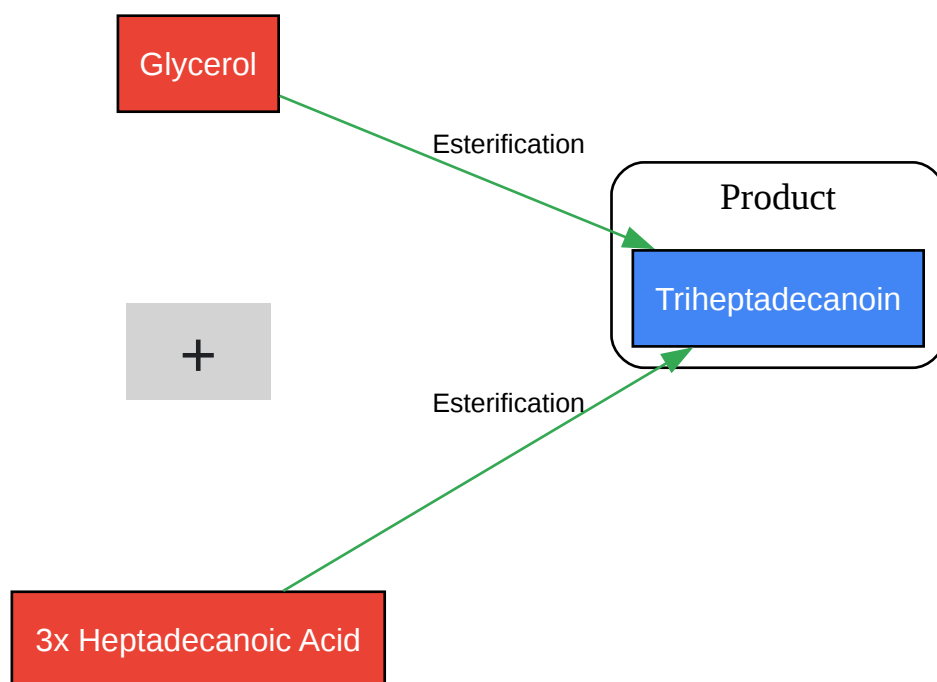 Glycerol
Esterification
Product
Triheptadecanoin
+
Esterification
3x Heptadecanoic Acid